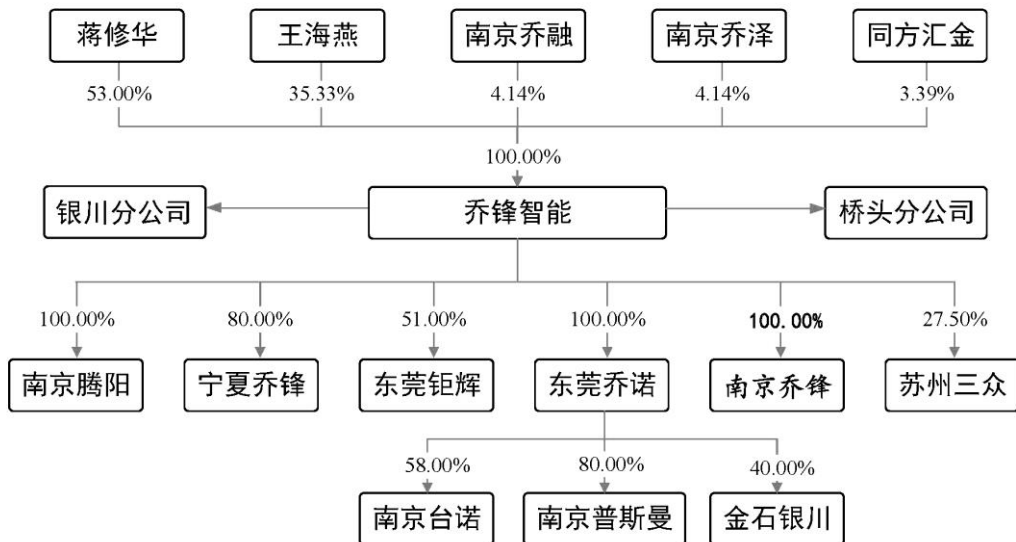 蒋修华 王海燕 南京乔融 南京乔泽 同方汇金
53.00% 35.33% 4.14% 4.14% 3.39%
100.00%
银川分公司 乔锋智能 桥头分公司
100.00% 80.00% 51.00% 100.00% 100.00% 27.50%
南京腾阳 宁夏乔锋 东莞钜辉 东莞乔诺 南京乔锋 苏州三众
58.00% 80.00% 40.00%
南京台诺 南京普斯曼 金石银川